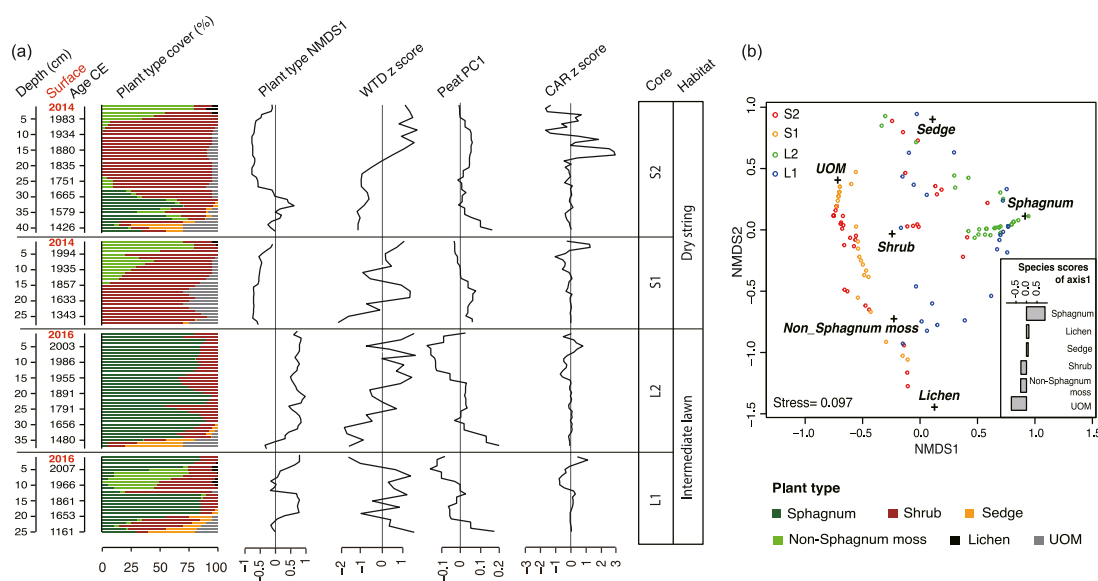 (a)
Depth (cm)
Surface
Age CE
Plant type cover (%)
Plant type NMDS1
WTD z score
Peat PC1
CAR z score
Core
Habitat
2014
5 1983
10 1934
15 1880
20 1835
25 1751
30 1665
35 1579
40 1426
S2
2014
5 1994
10 1935
15 1857
20 1633
25 1343
S1
Dry string
2016
5 2003
10 1986
15 1955
20 1891
25 1791
30 1656
35 1480
L2
2016
5 2007
10 1966
15 1861
20 1653
25 1161
L1
Intermediate lawn
0 25 50 75 100
-1 0 0.5 1
-2 -1 0 1 2
-0.2 0 0.1 0.2
-3 -2 -1 0 1 2 3
(b)
S2
S1
L2
L1
Sedge
UOM
Sphagnum
Shrub
Non_Sphagnum moss
Lichen
Stress= 0.097
NMDS2
1.0
0.5
0.0
−0.5
−1.0
−1.5
−1.0 −0.5 0.0 0.5 1.0 1.5
NMDS1
Species scores
of axis1
-0.5 0.0 0.5
Sphagnum
Lichen
Sedge
Shrub
Non-Sphagnum
moss
UOM
Plant type
Sphagnum Shrub Sedge
Non-Sphagnum moss Lichen UOM